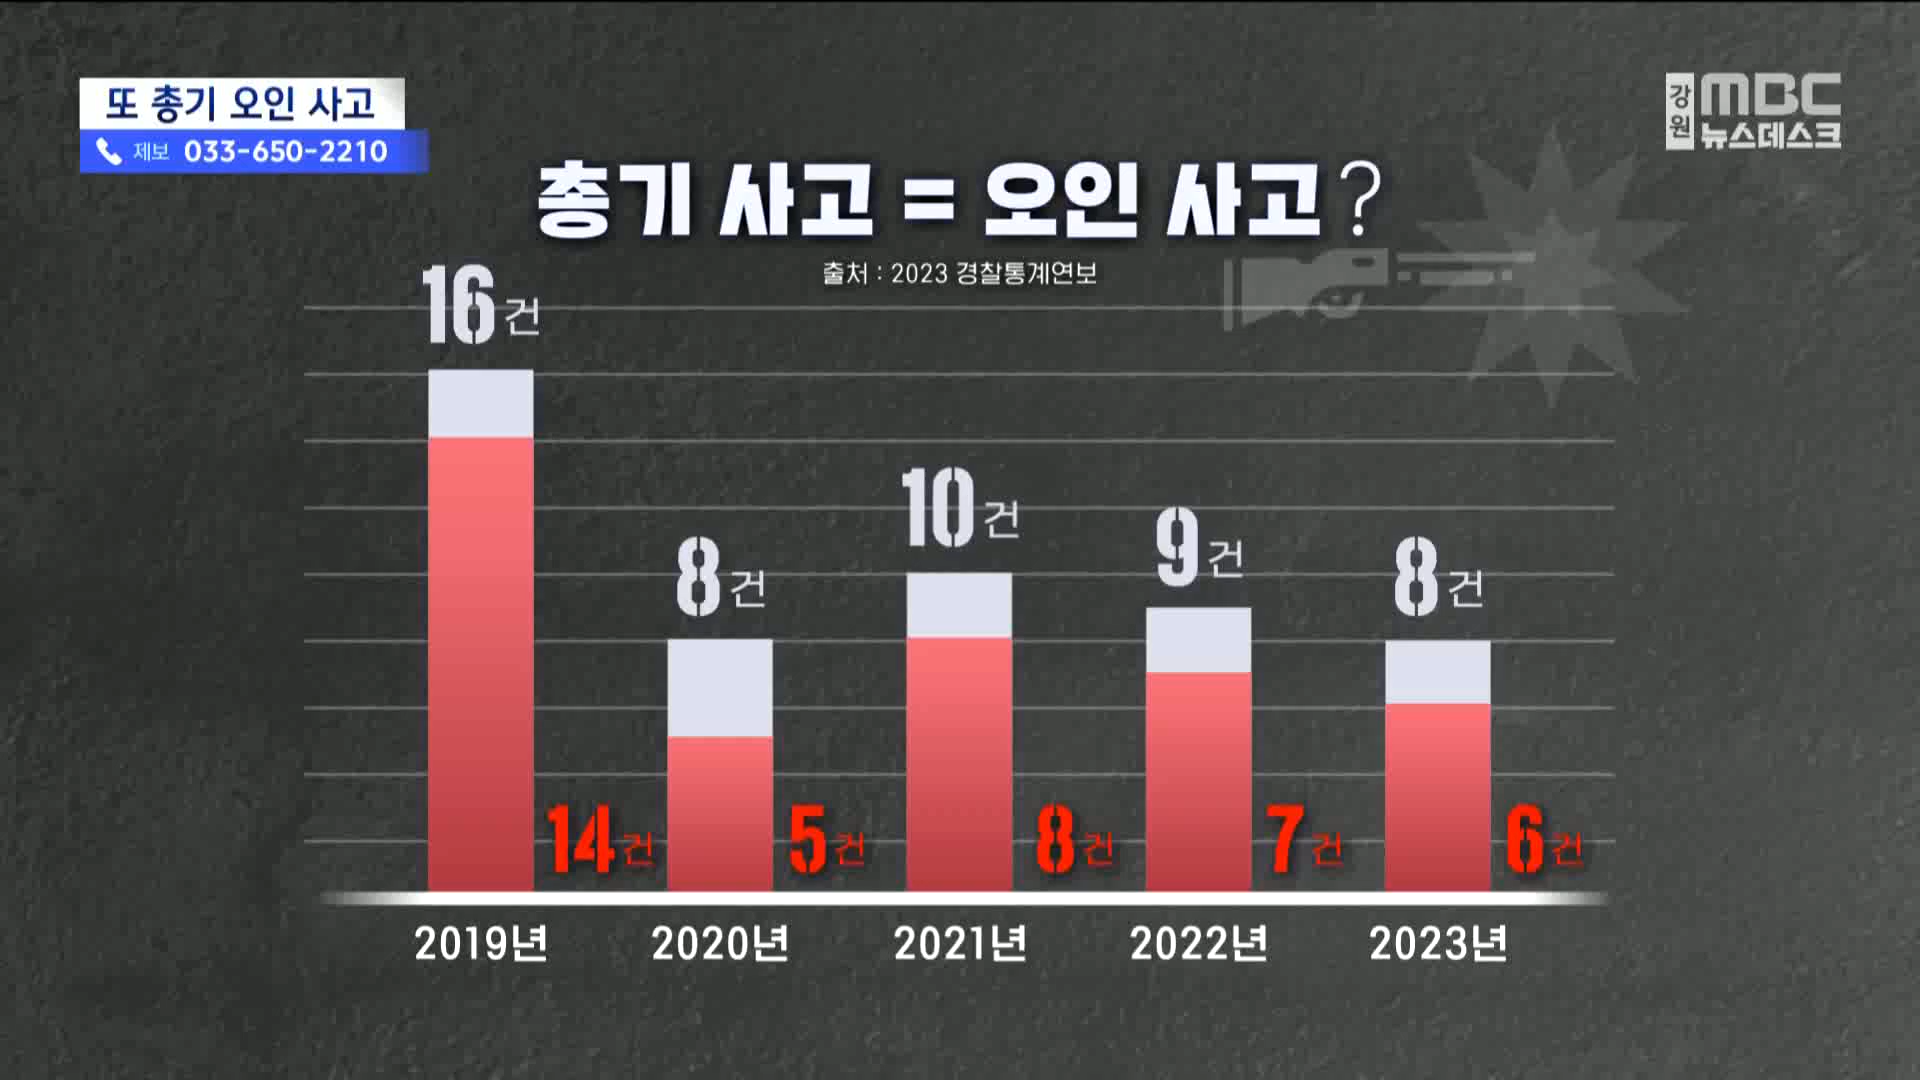 또 총기 오인 사고
제보 033-650-2210
강원 MBC
뉴스데스크
총기 사고 = 오인 사고?
출처 : 2023 경찰통계연보
16건
8건
10건
9건
8건
14건
5건
8건
7건
6건
2019년
2020년
2021년
2022년
2023년